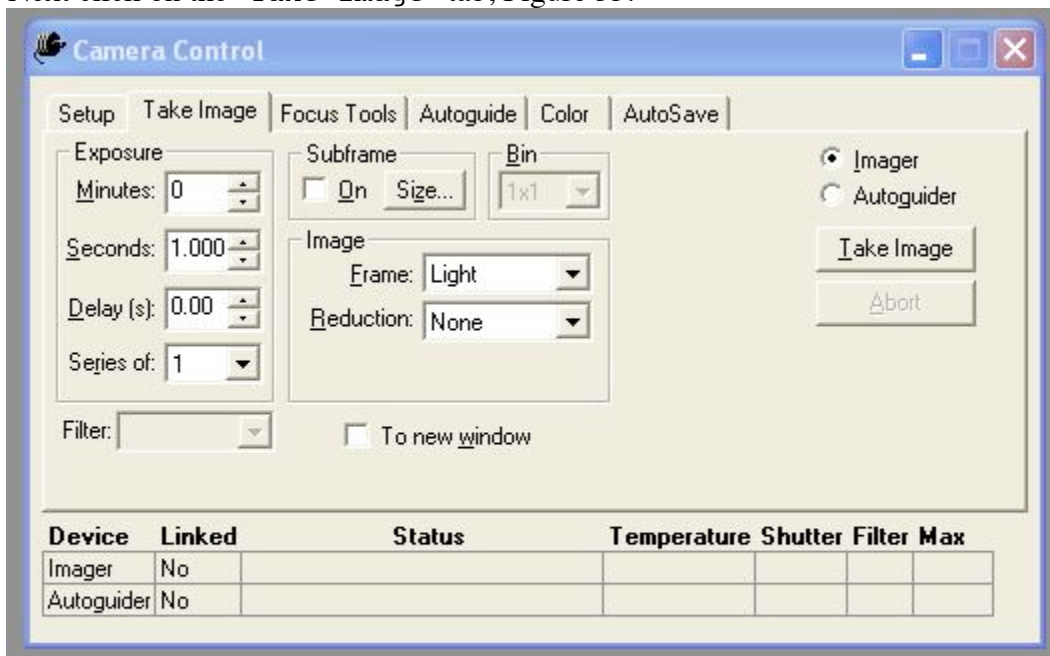 Camera Control
Setup Take Image Focus Tools Autoguide Color AutoSave
Exposure
Minutes: 0
Seconds: 1.000
Delay (s): 0.00
Series of: 1
Filter:
Subframe
On Size...
Bin
1x1
Image
Frame: Light
Reduction: None
To new window
Imager
Autoguider
Take Image
Abort
Device Linked Status Temperature Shutter Filter Max
Imager No
Autoguider No